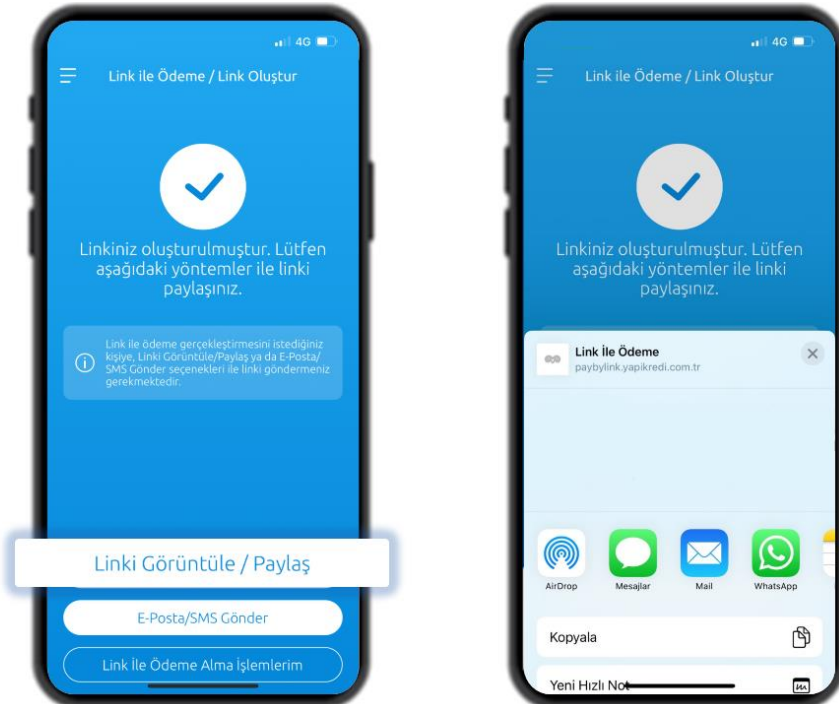 4G
Link ile Ödeme / Link Oluştur
Linkiniz oluşturulmuştur. Lütfen
aşağıdaki yöntemler ile linki
paylaşınız.
Link ile ödeme gerçekleştirmesini istediğiniz
kişiye, Linki Görüntüle/Paylaş ya da E-Posta/
SMS Gönder seçenekleri ile linki göndermeniz
gerekmektedir.
Linki Görüntüle / Paylaş
E-Posta/SMS Gönder
Link İle Ödeme Alma İşlemlerim
4G
Link ile Ödeme / Link Oluştur
Linkiniz oluşturulmuştur. Lütfen
aşağıdaki yöntemler ile linki
paylaşınız.
Link İle Ödeme
paybylink.yapikredi.com.tr
AirDrop
Mesajlar
Mail
WhatsApp
Kopyala
Yeni Hızlı Not